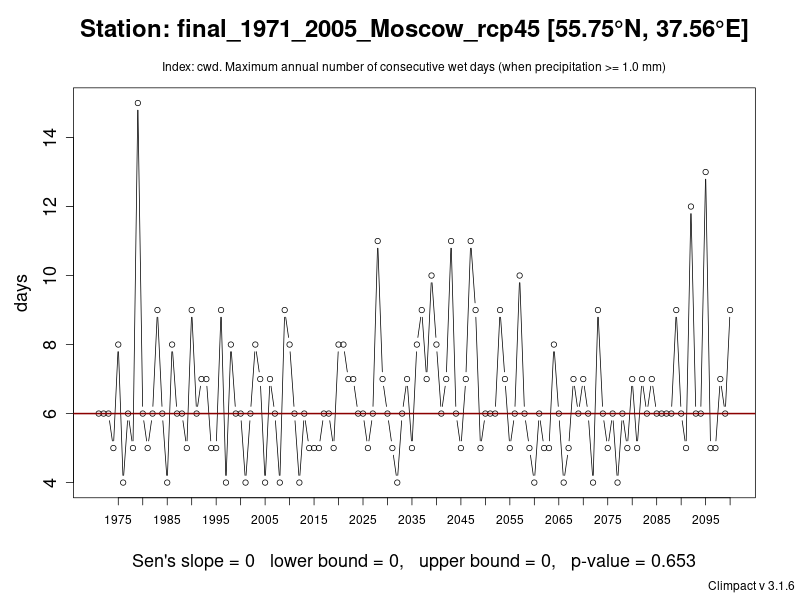 Station: final_1971_2005_Moscow_rcp45 [55.75°N, 37.56°E]
Index: cwd. Maximum annual number of consecutive wet days (when precipitation >= 1.0 mm)
days
14
12
10
8
6
4
1975 1985 1995 2005 2015 2025 2035 2045 2055 2065 2075 2085 2095
Sen's slope = 0 lower bound = 0, upper bound = 0, p-value = 0.653
Climpact v 3.1.6